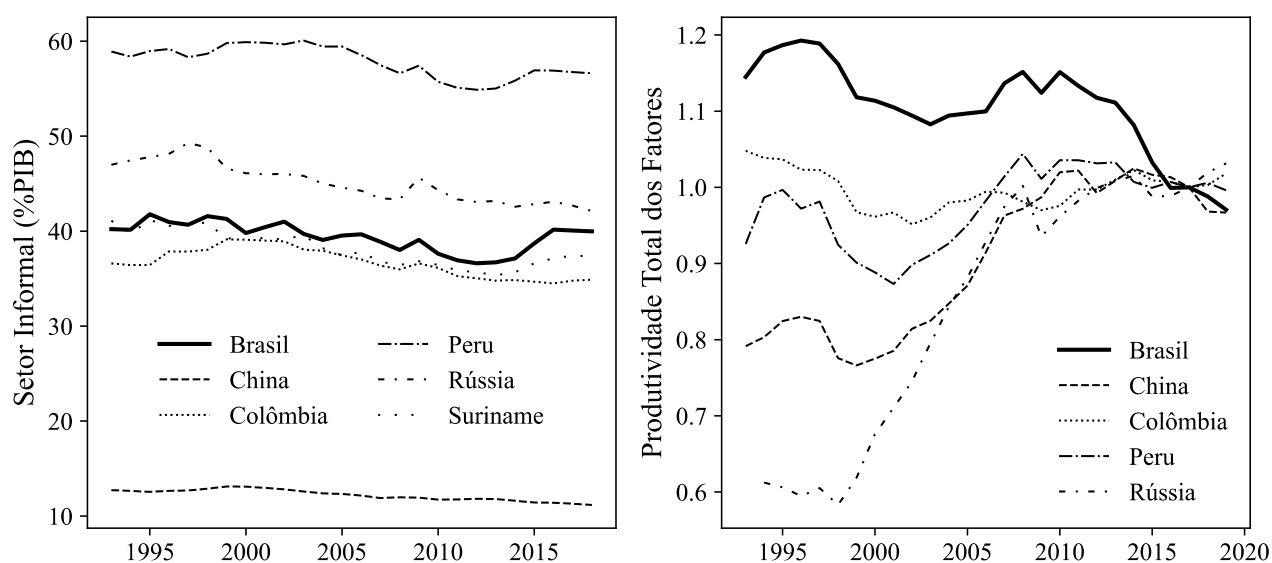 Setor Informal (%PIB)
60
50
40
30
20
10
1995
2000
2005
2010
2015
Brasil
China
Colômbia
Peru
Rússia
Suriname
Produtividade Total dos Fatores
1.2
1.1
1.0
0.9
0.8
0.7
0.6
1995
2000
2005
2010
2015
2020
Brasil
China
Colômbia
Peru
Rússia